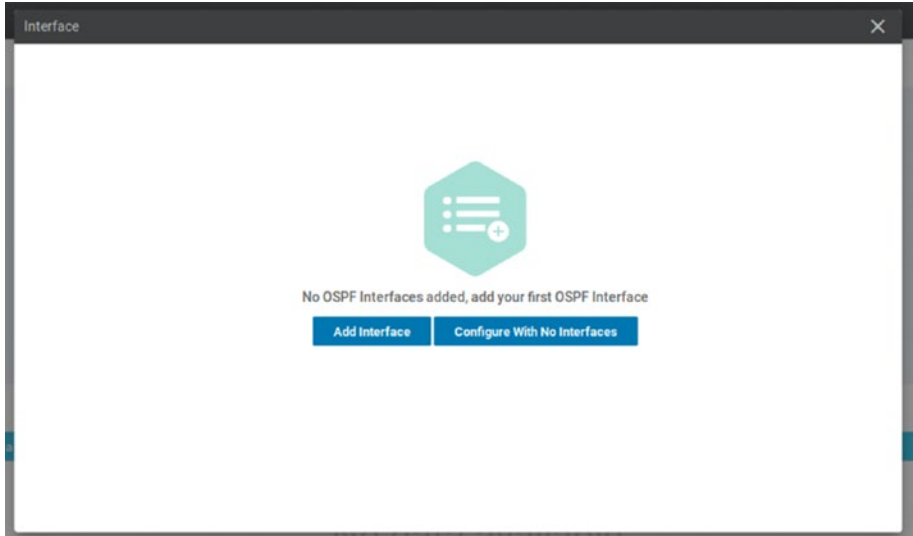 Interface
No OSPF Interfaces added, add your first OSPF Interface
Add Interface
Configure With No Interfaces